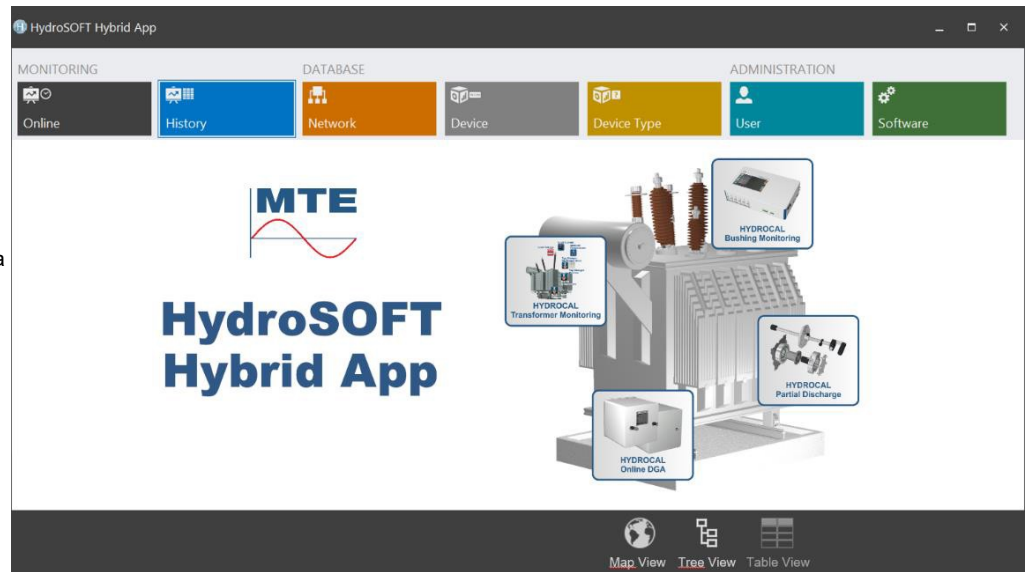 HydroSOFT Hybrid App
MONITORING
DATABASE
ADMINISTRATION
Online
History
Network
Device
Device Type
User
Software
MTE
HydroSOFT
Hybrid App
HYDROCAL
Bushing Monitoring
HYDROCAL
Transformer Monitoring
HYDROCAL
Partial Discharge
HYDROCAL
Online DGA
a
Map View
Tree View
Table View